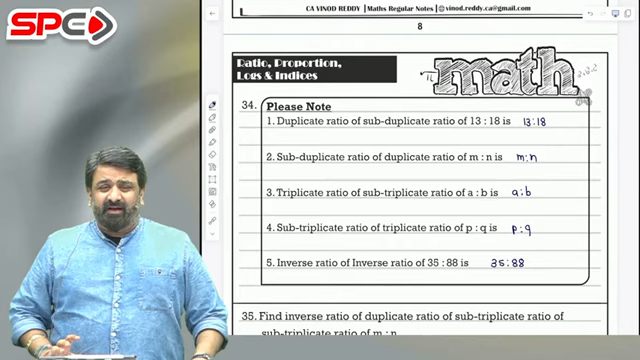 SPC
CA VINOD REDDY | Maths Regular Notes | vinod.reddy.ca@gmail.com
8
Ratio, Proportion,
Logs & Indices
math
34. Please Note
1. Duplicate ratio of sub-duplicate ratio of 13 : 18 is 13:18
2. Sub-duplicate ratio of duplicate ratio of m : n is m:n
3. Triplicate ratio of sub-triplicate ratio of a : b is a:b
4. Sub-triplicate ratio of triplicate ratio of p : q is p:q
5. Inverse ratio of Inverse ratio of 35 : 88 is 35:88
35. Find inverse ratio of duplicate ratio of sub-triplicate ratio of
sub-triplicate ratio of m : n